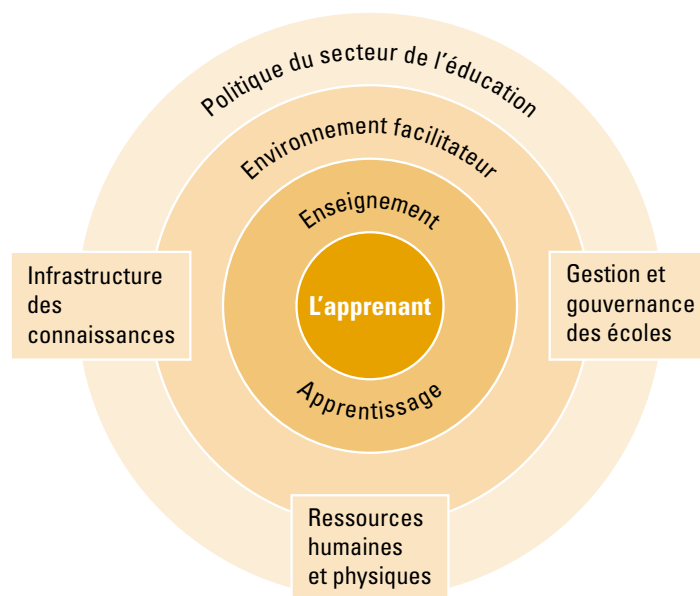 Politique du secteur de l’éducation
Environnement facilitateur
Enseignement
L’apprenant
Apprentissage
Infrastructure
des
connaissances
Gestion et
gouvernance
des écoles
Ressources
humaines
et physiques